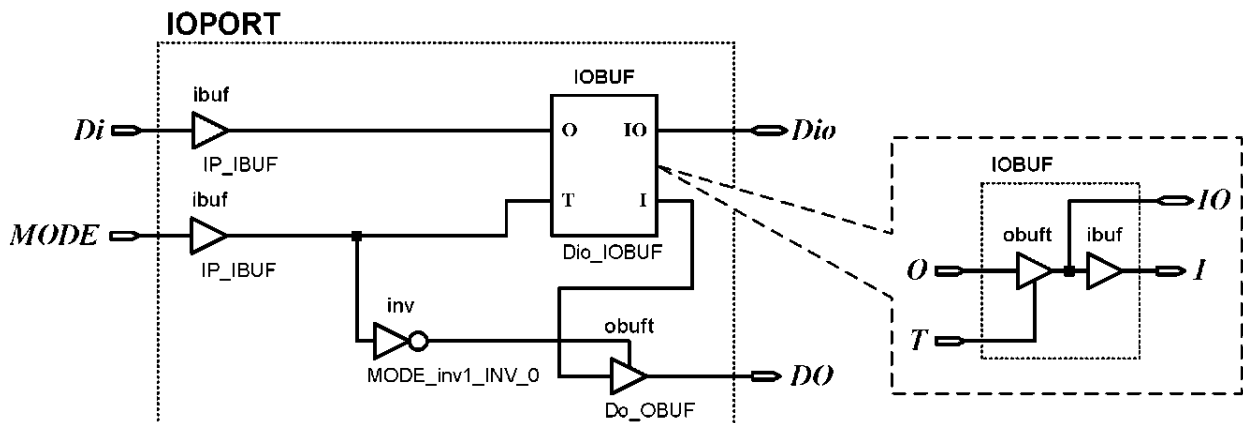 IOPORT
ibuf
IOBUF
Di
O
IO
Dio
IP_IBUF
ibuf
T
I
MODE
IP_IBUF
Dio_IOBUF
inv
obuft
MODE_inv1_INV_0
DO
Do_OBUF
IOBUF
IO
obuft
ibuf
O
I
T